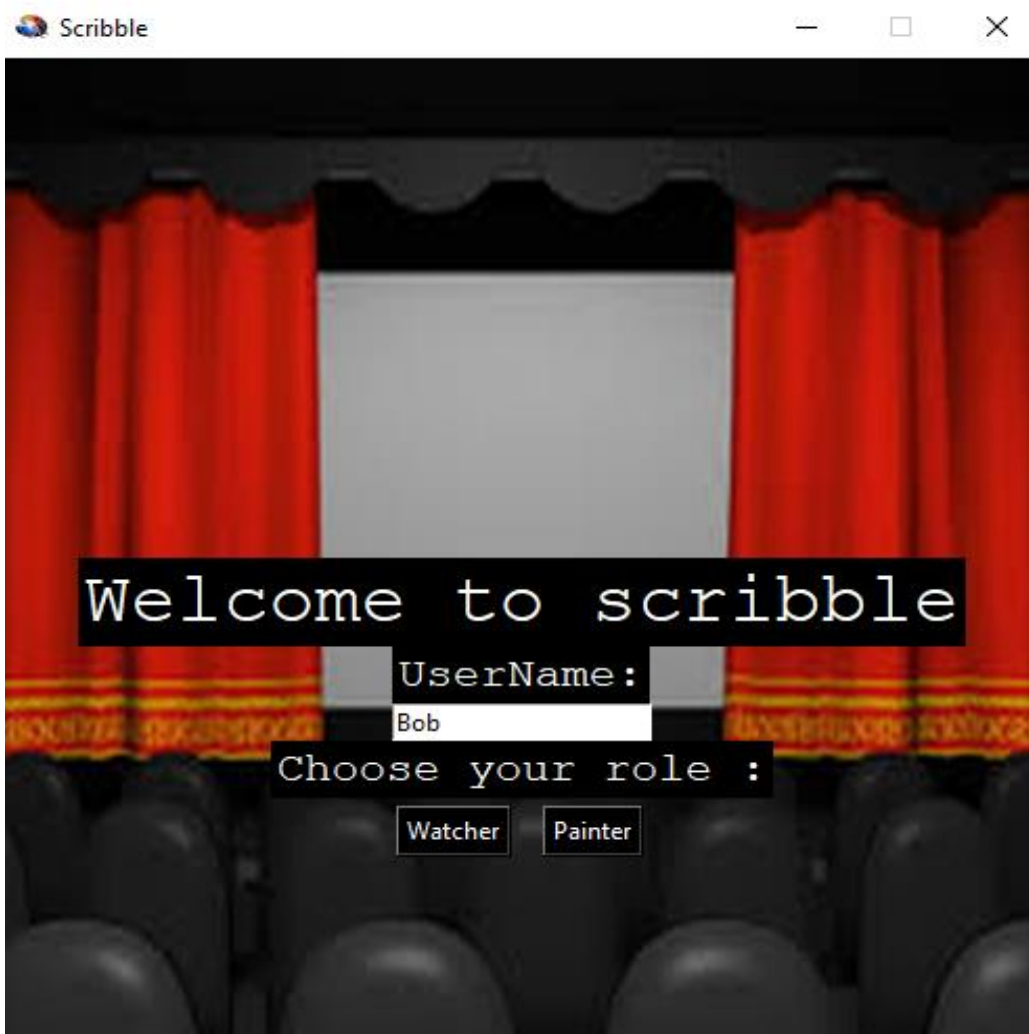 Scribble
Welcome to scribble
UserName:
Bob
Choose your role :
Watcher Painter